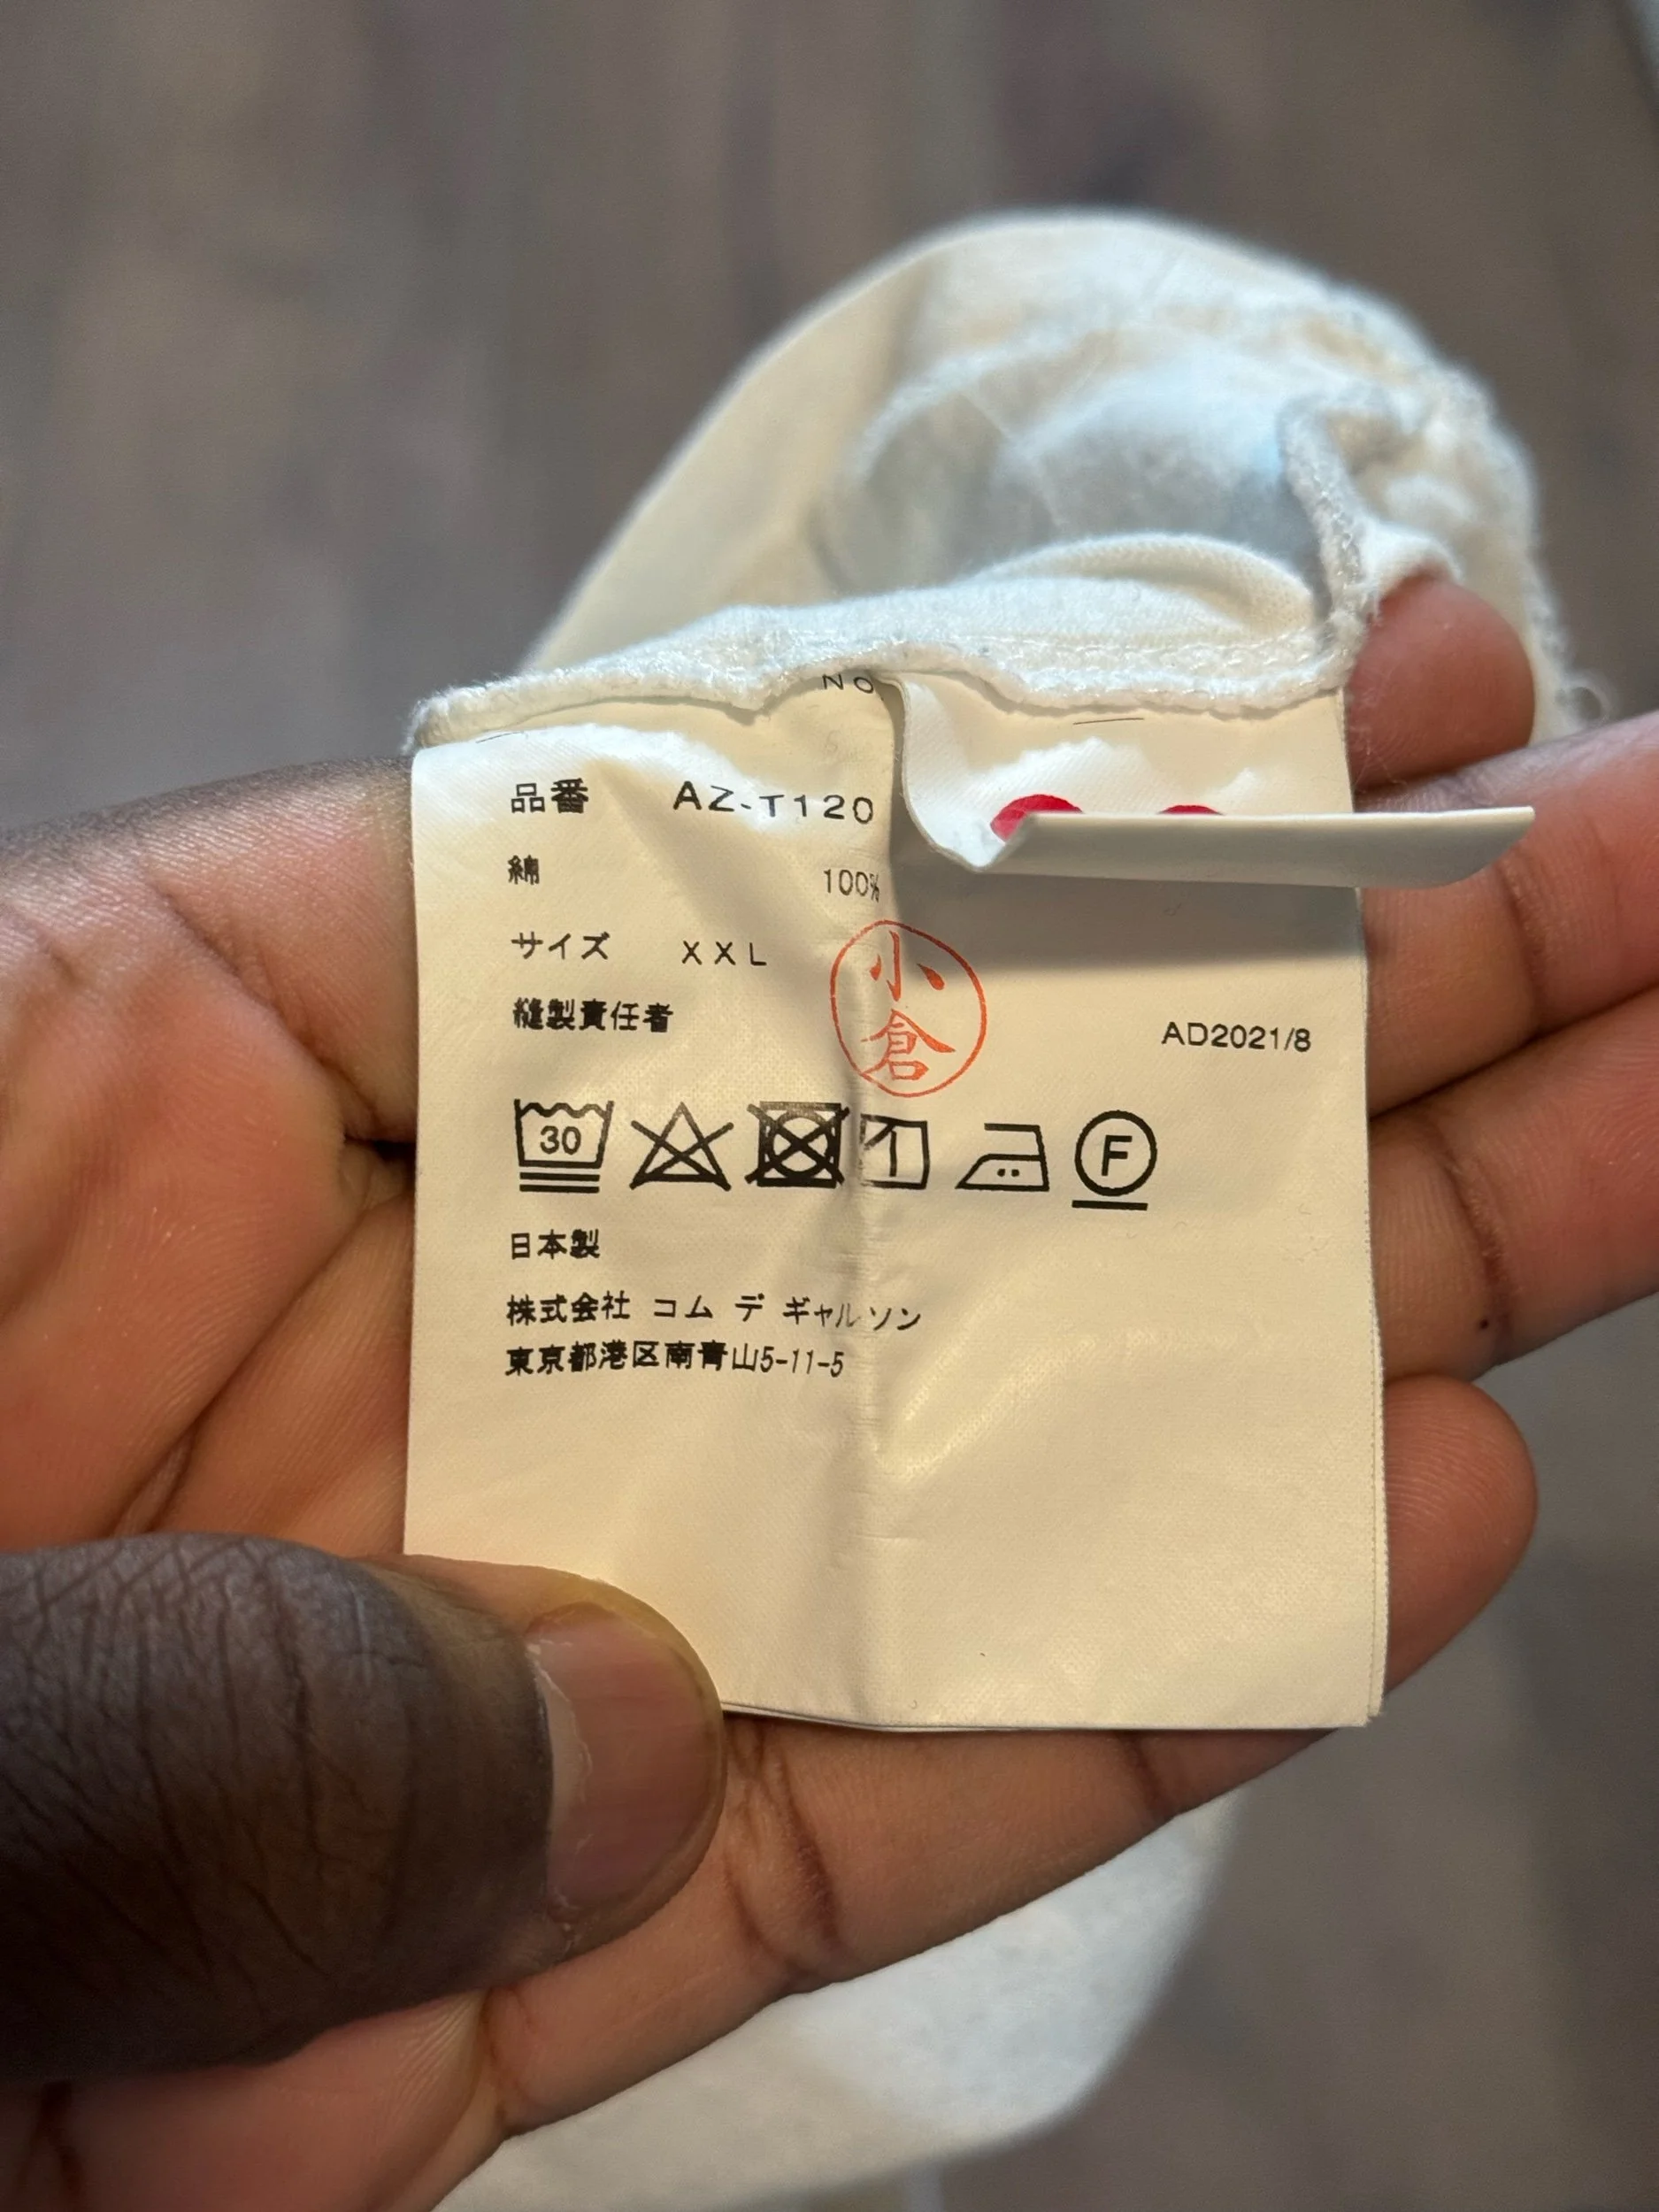 NO
品番 AZ-T120
綿 100%
サイズ XXL
縫製責任者
小倉
AD2021/8
30
F
日本製
株式会社 コム デ ギャルソン
東京都港区南青山5-11-5